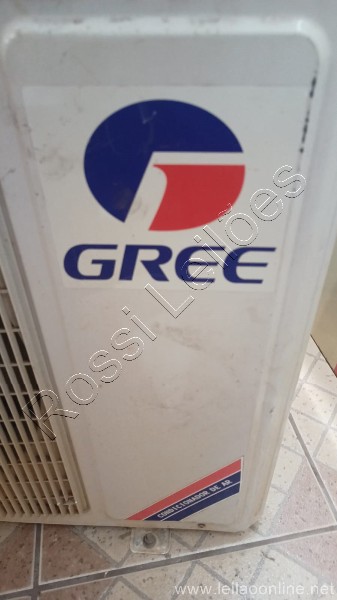 GREE
Rossi Leilões
CONDICIONADOR DE AR
www.leilaoonline.net